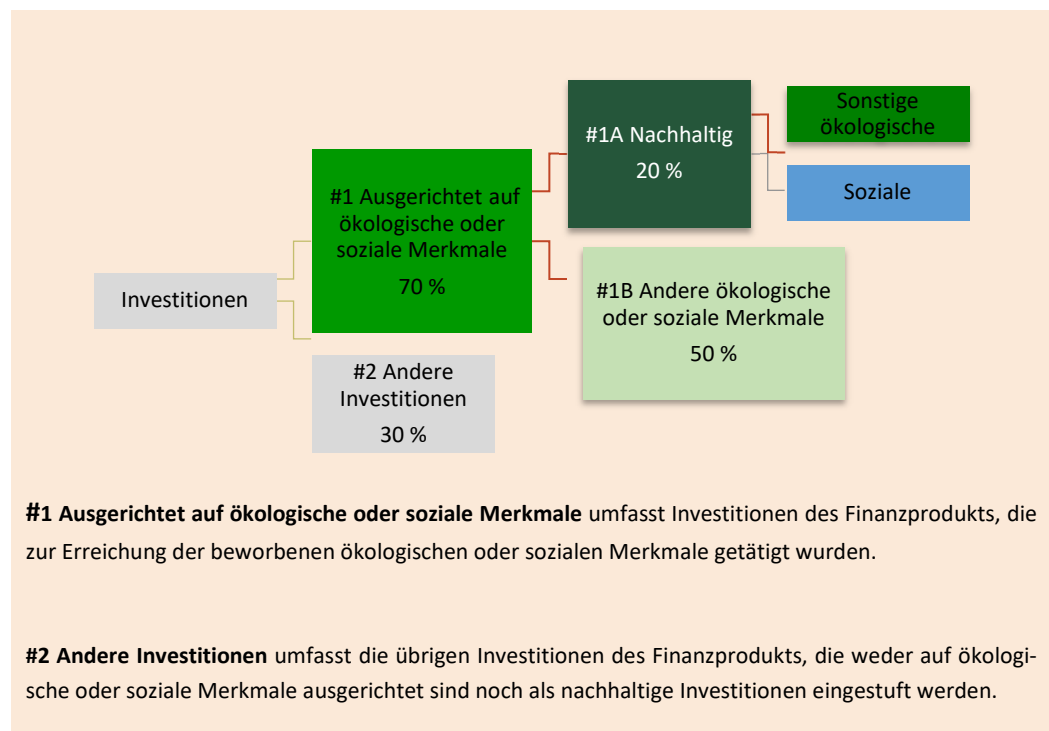 Investitionen
#1 Ausgerichtet auf
ökologische oder
soziale Merkmale
70 %
#2 Andere
Investitionen
30 %
#1A Nachhaltig
20 %
#1B Andere ökologische
oder soziale Merkmale
50 %
Sonstige
ökologische
Soziale
#1 Ausgerichtet auf ökologische oder soziale Merkmale umfasst Investitionen des Finanzprodukts, die
zur Erreichung der beworbenen ökologischen oder sozialen Merkmale getätigt wurden.
#2 Andere Investitionen umfasst die übrigen Investitionen des Finanzprodukts, die weder auf ökologi-
sche oder soziale Merkmale ausgerichtet sind noch als nachhaltige Investitionen eingestuft werden.